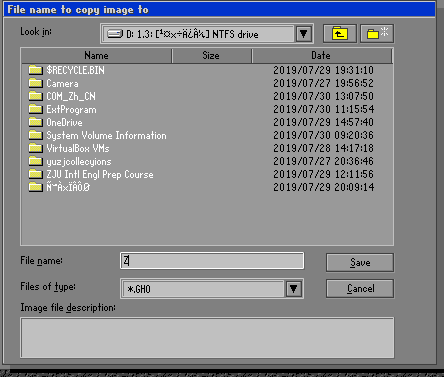 File name to copy image to
Look in:
D: 1.3: [¹¤×÷Ä¿Â¼] NTFS drive
Name Size Date
$RECYCLE.BIN 2019/07/29 19:31:10
Camera 2019/07/27 19:56:52
COM_Zh_CN 2019/07/30 13:07:50
ExtProgram 2019/07/30 11:15:54
OneDrive 2019/07/29 14:57:40
System Volume Information 2019/07/30 09:20:36
VirtualBox VMs 2019/07/28 14:17:18
yuzjcollecyions 2019/07/27 20:36:46
ZJU Intl Engl Prep Course 2019/07/29 12:11:56
2019/07/29 20:09:14
File name: Z
Save
Files of type: *.GHO
Cancel
Image file description: